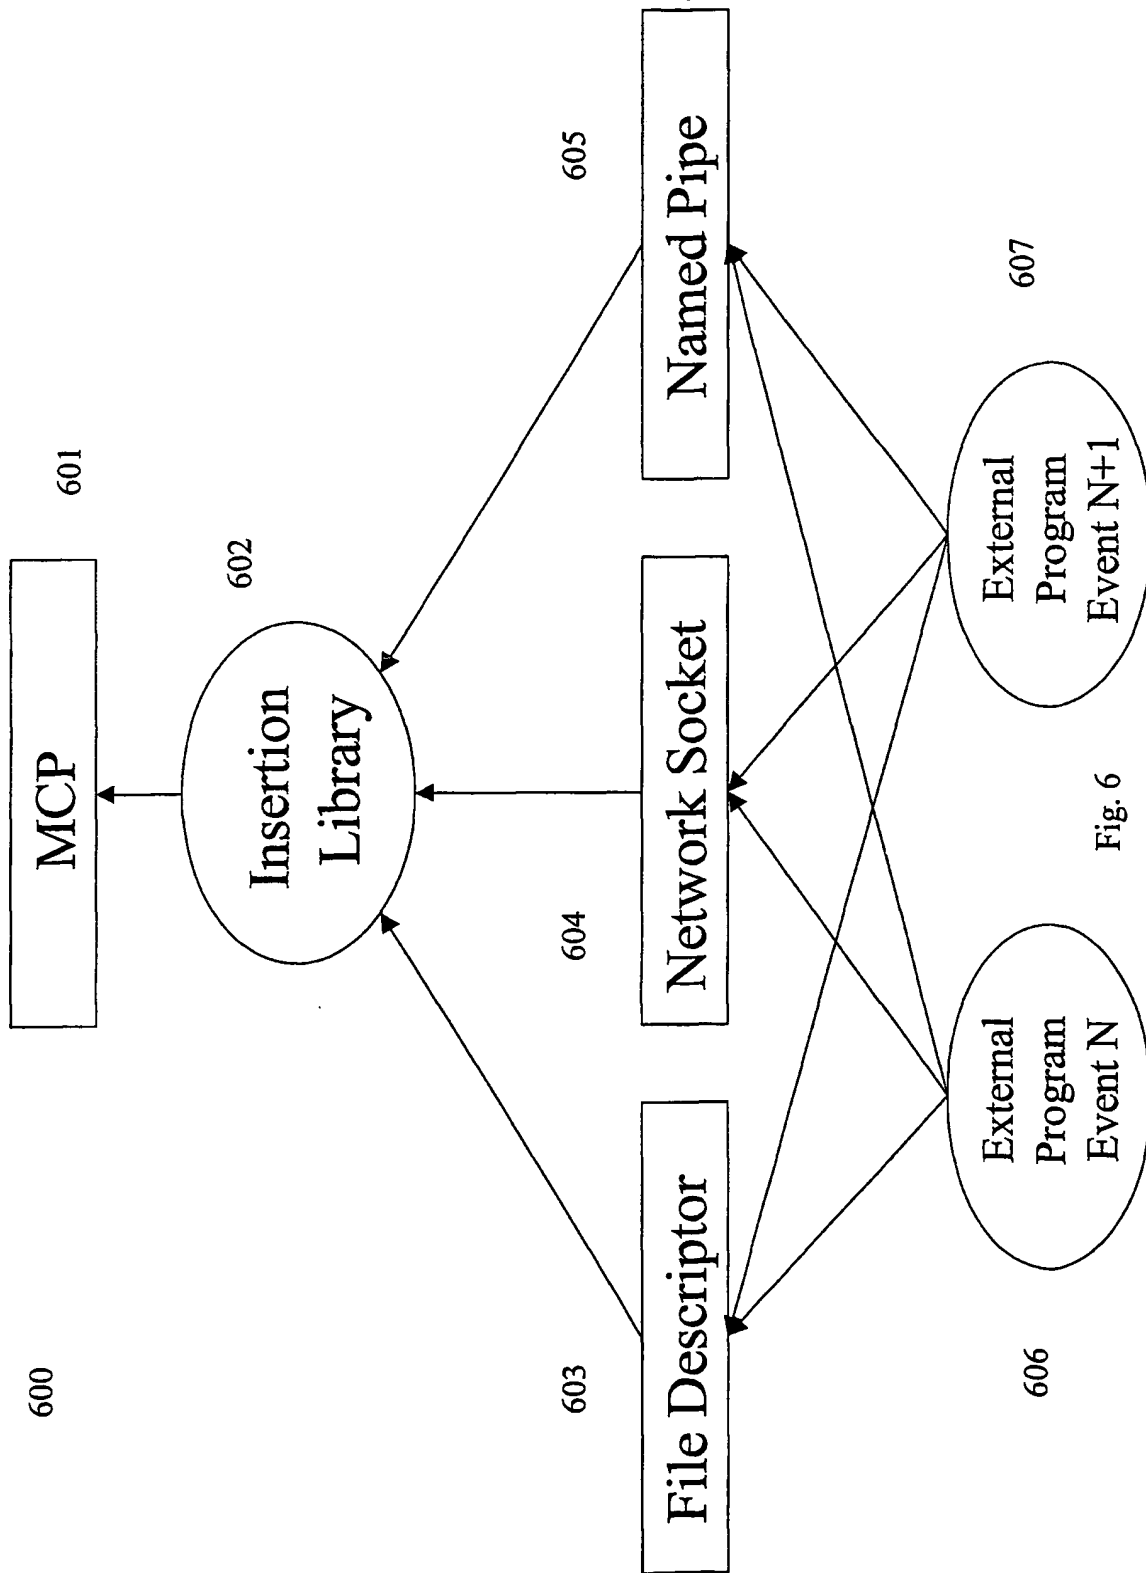 600
601
MCP
602
Insertion
Library
603
604
605
File Descriptor
Network Socket
Named Pipe
606
607
External
Program
Event N
External
Program
Event N+1
Fig. 6